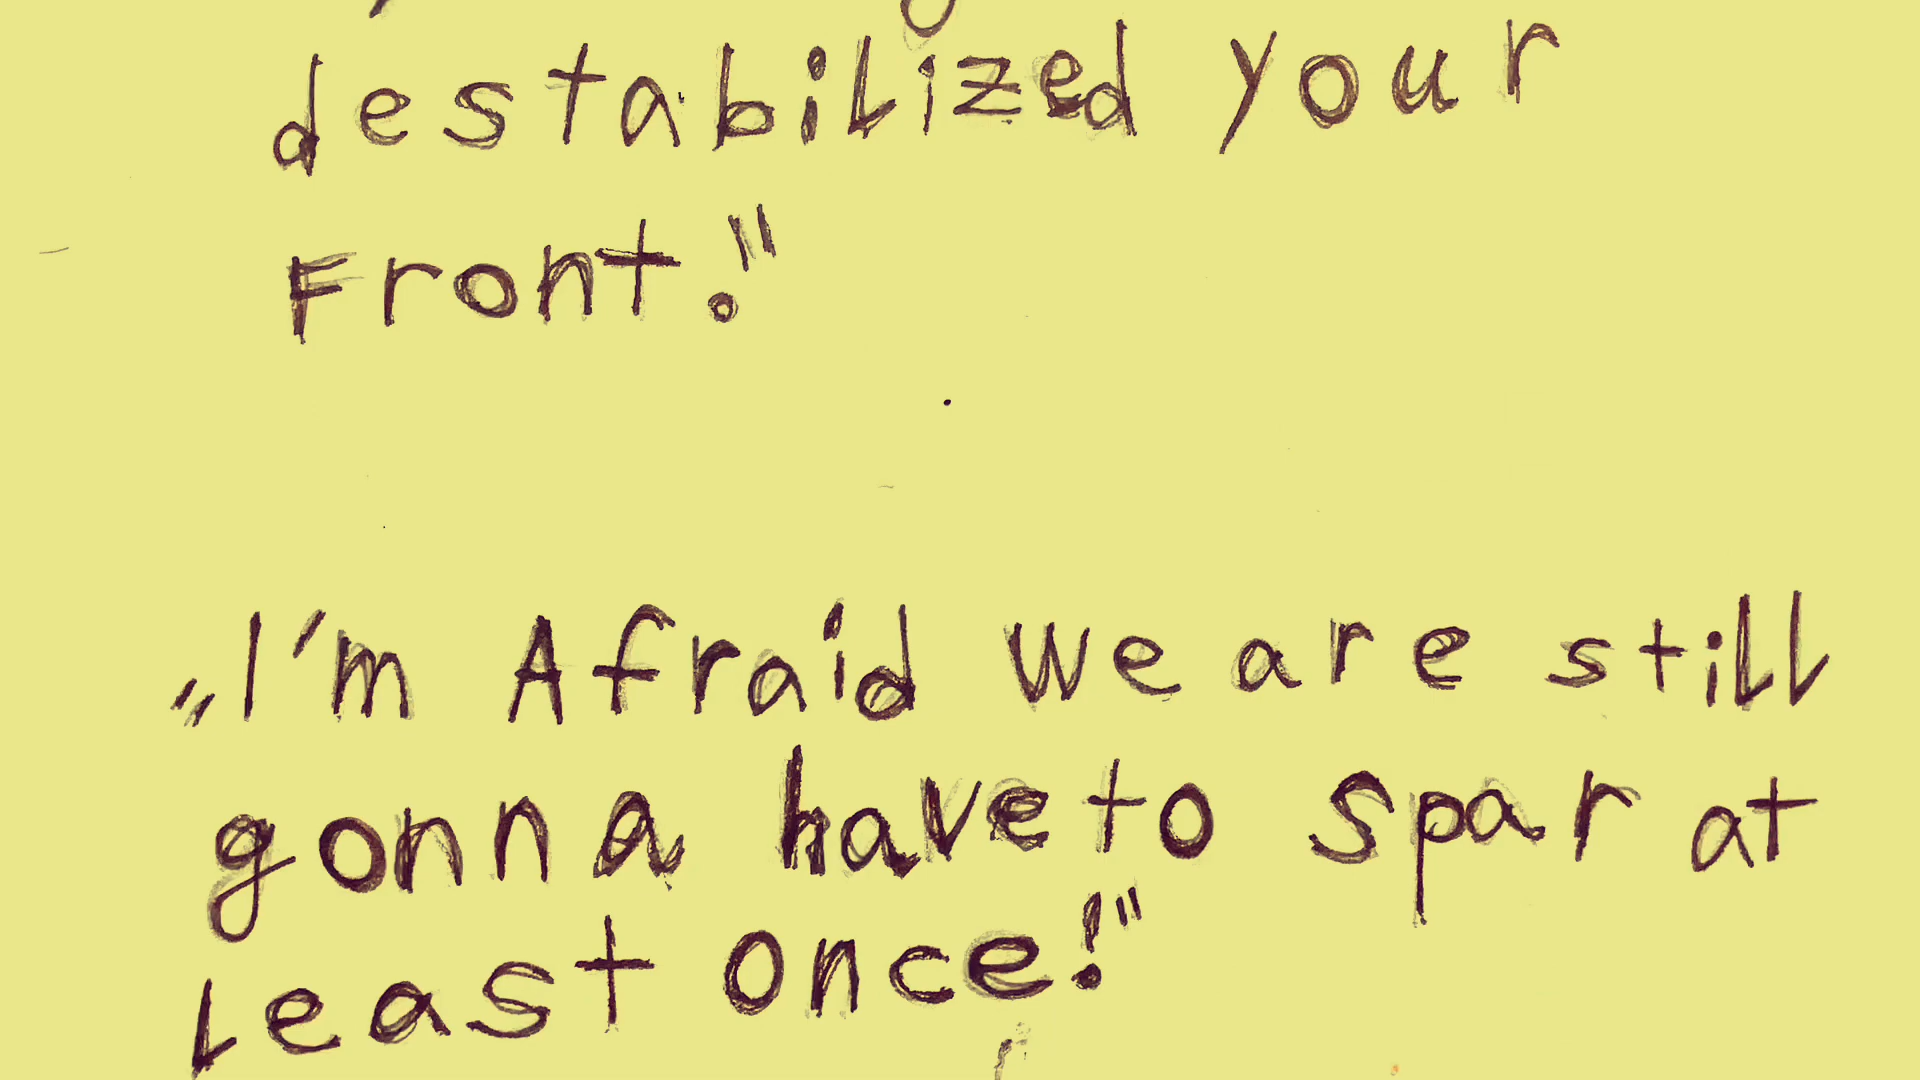 destabilized your
Front."
„I'm Afraid we are still
gonna have to spar at
Least once!"